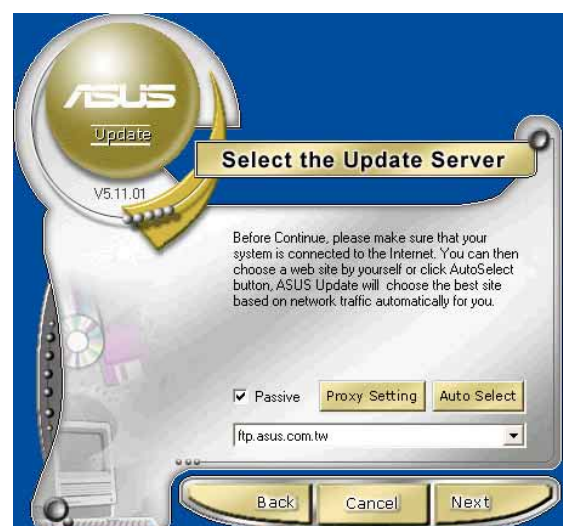 ASUS
Update
V5.11.01
Select the Update Server
Before Continue, please make sure that your
system is connected to the Internet. You can then
choose a web site by yourself or click AutoSelect
button, ASUS Update will choose the best site
based on network traffic automatically for you.
Passive
Proxy Setting
Auto Select
ftp.asus.com.tw
Back
Cancel
Next